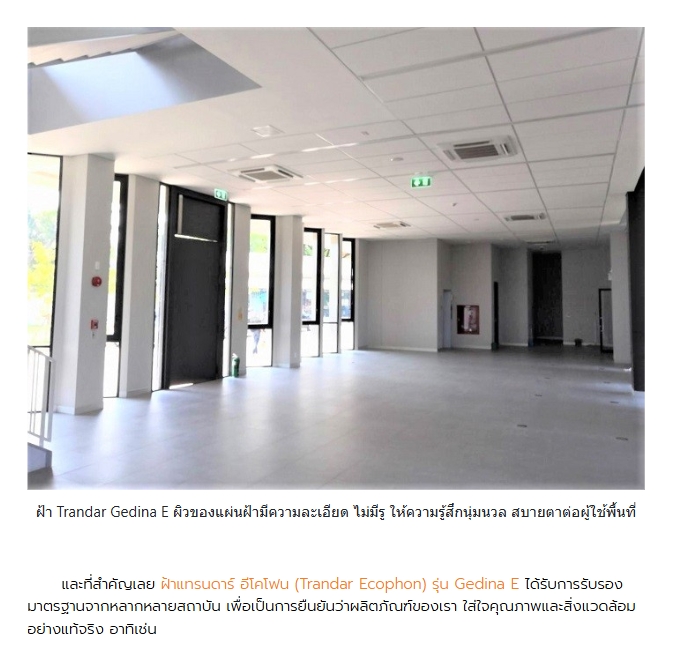 ฝ้า Trandar Gedina E ผิวของแผ่นฝ้ามีความละเอียด ไม่มีรู ให้ความรู้สึกนุ่มนวล สบายตาต่อผู้ใช้พื้นที่
และที่สำคัญเลย ฝ้าแทรนดาร์ อีโคโฟน (Trandar Ecophon) รุ่น Gedina E ได้รับการรับรอง
มาตรฐานจากหลากหลายสถาบัน เพื่อเป็นการยืนยันว่าผลิตภัณฑ์ของเรา ใส่ใจคุณภาพและสิ่งแวดล้อม
อย่างแท้จริง อาทิเช่น